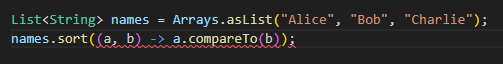 List<String> names = Arrays.asList("Alice", "Bob", "Charlie");
names.sort((a, b) -> a.compareTo(b));